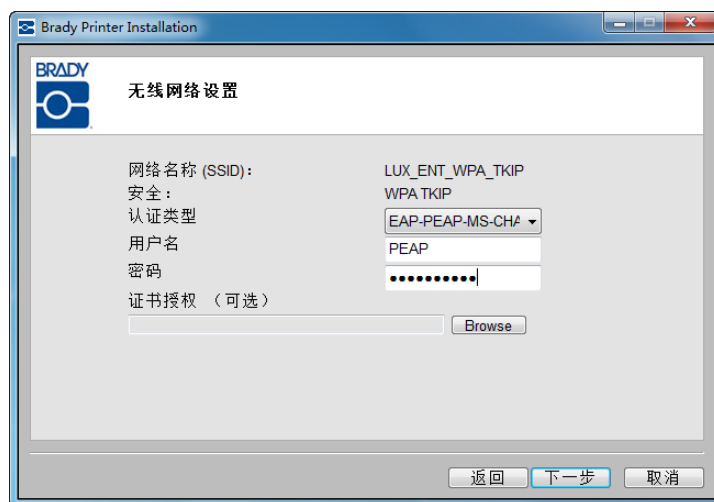 Brady Printer Installation
BRADY
无线网络设置
网络名称 (SSID): LUX_ENT_WPA_TKIP
安全: WPA TKIP
认证类型 EAP-PEAP-MS-CHA
用户名 PEAP
密码 ••••••••••
证书授权 （可选）
Browse
返回 下一步 取消